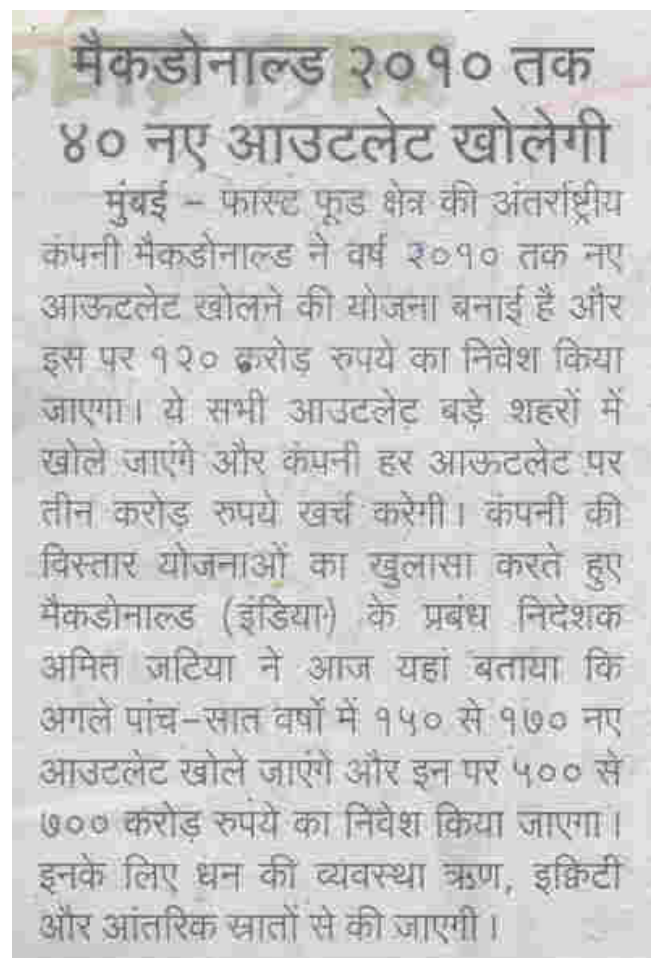 मैकडोनाल्ड २०१० तक
४० नए आउटलेट खोलेगी
मुंबई – फास्ट फूड क्षेत्र की अंतर्राष्ट्रीय
कंपनी मैकडोनाल्ड ने वर्ष २०१० तक नए
आऊटलेट खोलने की योजना बनाई है और
इस पर १२० करोड़ रुपये का निवेश किया
जाएगा। ये सभी आउटलेट बड़े शहरों में
खोले जाएंगे और कंपनी हर आऊटलेट पर
तीन करोड़ रुपये खर्च करेगी। कंपनी की
विस्तार योजनाओं का खुलासा करते हुए
मैकडोनाल्ड (इंडिया) के प्रबंध निदेशक
अमित जटिया ने आज यहां बताया कि
अगले पांच–सात वर्षो में १५० से १७० नए
आउटलेट खोले जाएंगे और इन पर ५०० से
७०० करोड़ रुपये का निवेश किया जाएगा।
इनके लिए धन की व्यवस्था ऋण, इक्विटी
और आंतरिक स्रातों से की जाएगी।